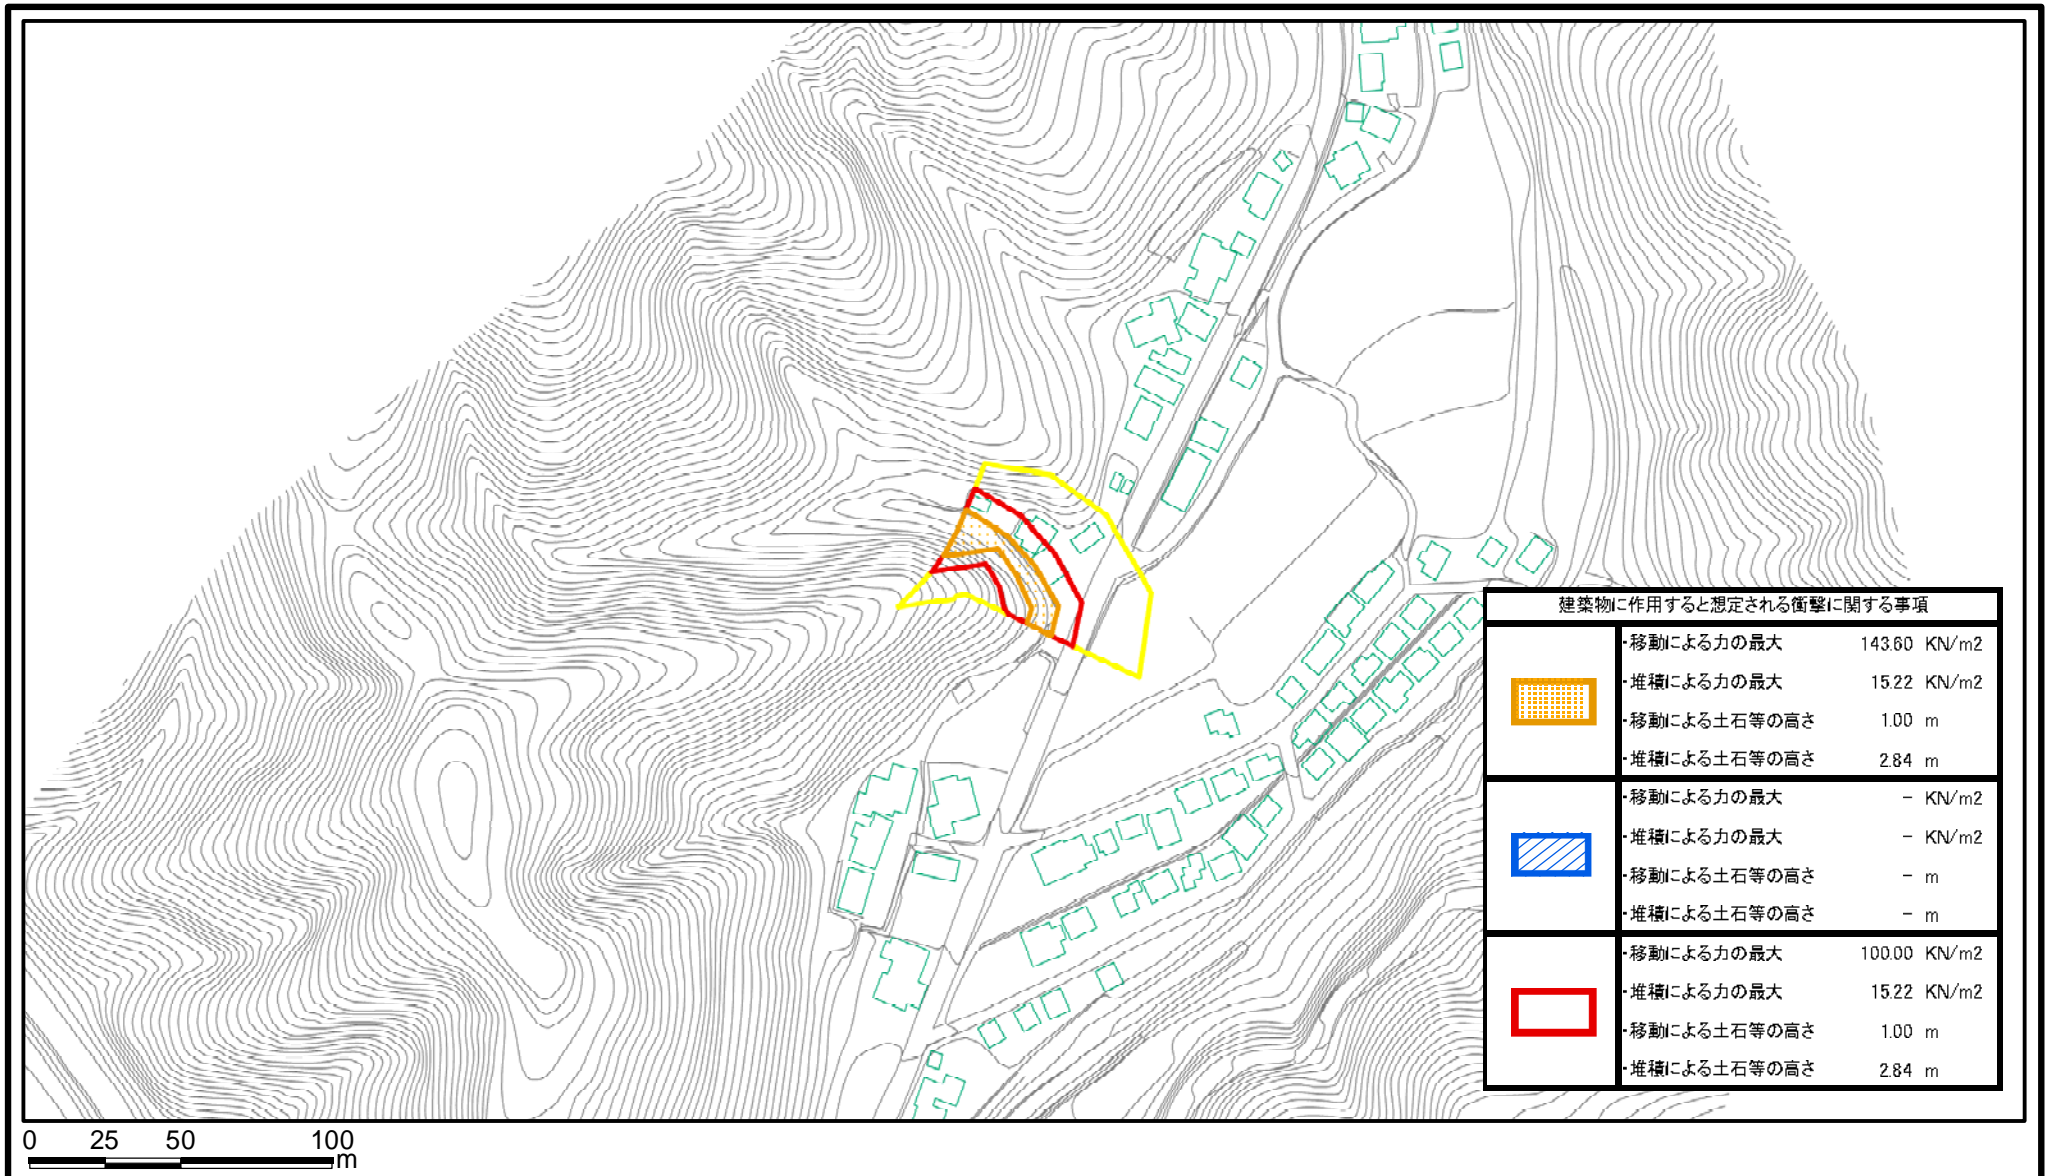 建築物に作用すると想定される衝撃に関する事項
・移動による力の最大 143.60 KN/m2
・堆積による力の最大 15.22 KN/m2
・移動による土石等の高さ 1.00 m
・堆積による土石等の高さ 2.84 m
・移動による力の最大 - KN/m2
・堆積による力の最大 - KN/m2
・移動による土石等の高さ - m
・堆積による土石等の高さ - m
・移動による力の最大 100.00 KN/m2
・堆積による力の最大 15.22 KN/m2
・移動による土石等の高さ 1.00 m
・堆積による土石等の高さ 2.84 m
0 25 50 100
m